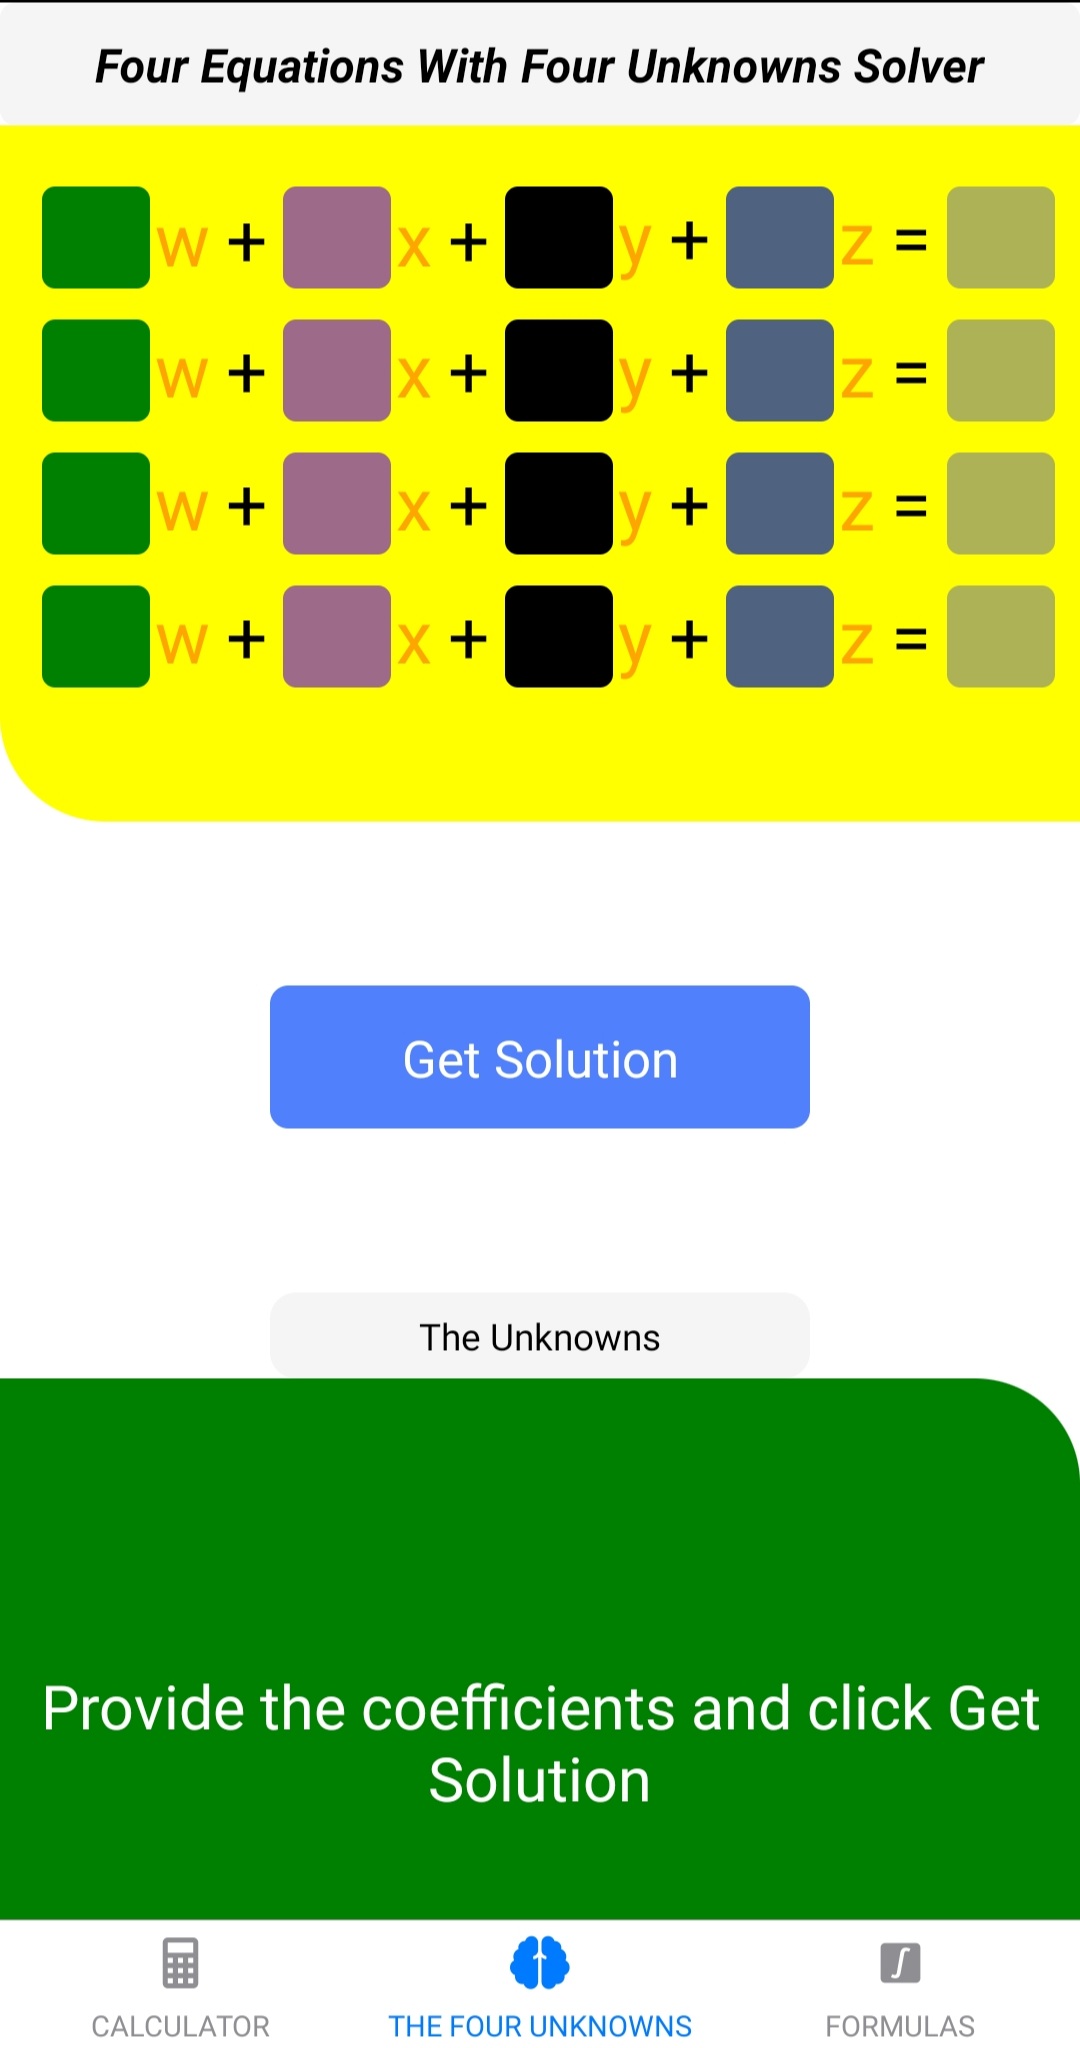 Four Equations With Four Unknowns Solver
w + x + y + z =
w + x + y + z =
w + x + y + z =
w + x + y + z =
Get Solution
The Unknowns
Provide the coefficients and click Get
Solution
CALCULATOR
THE FOUR UNKNOWNS
FORMULAS